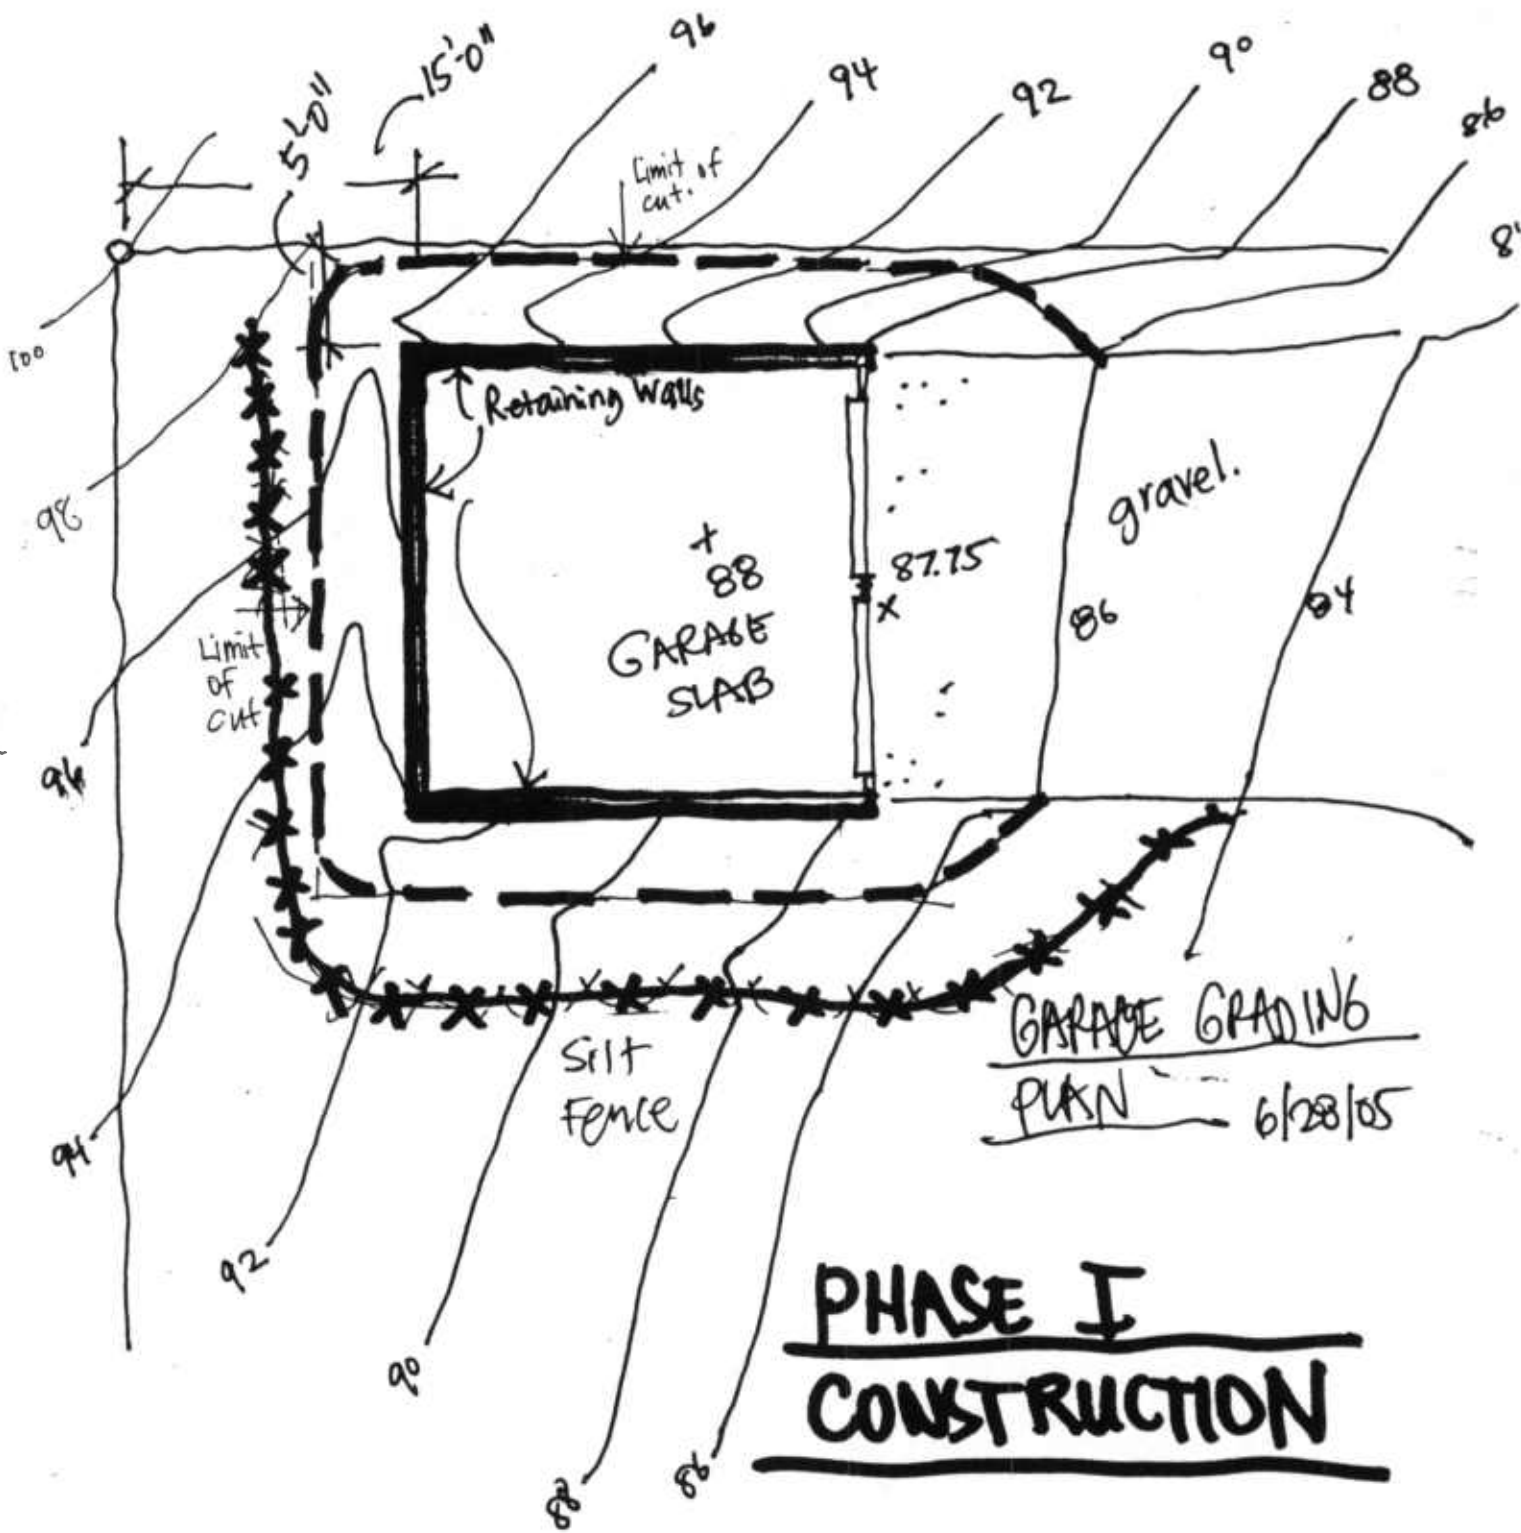 96
94
92
90
88
86
15'-0"
5'-0"
Limit of
cut.
100
98
96
94
92
90
88
86
Retaining Walls
+
88
GARAGE
SLAB
87.75
x
gravel.
86
84
Limit
of
cut
Silt
Fence
GARAGE GRADING
PLAN 6/28/05
PHASE I
CONSTRUCTION